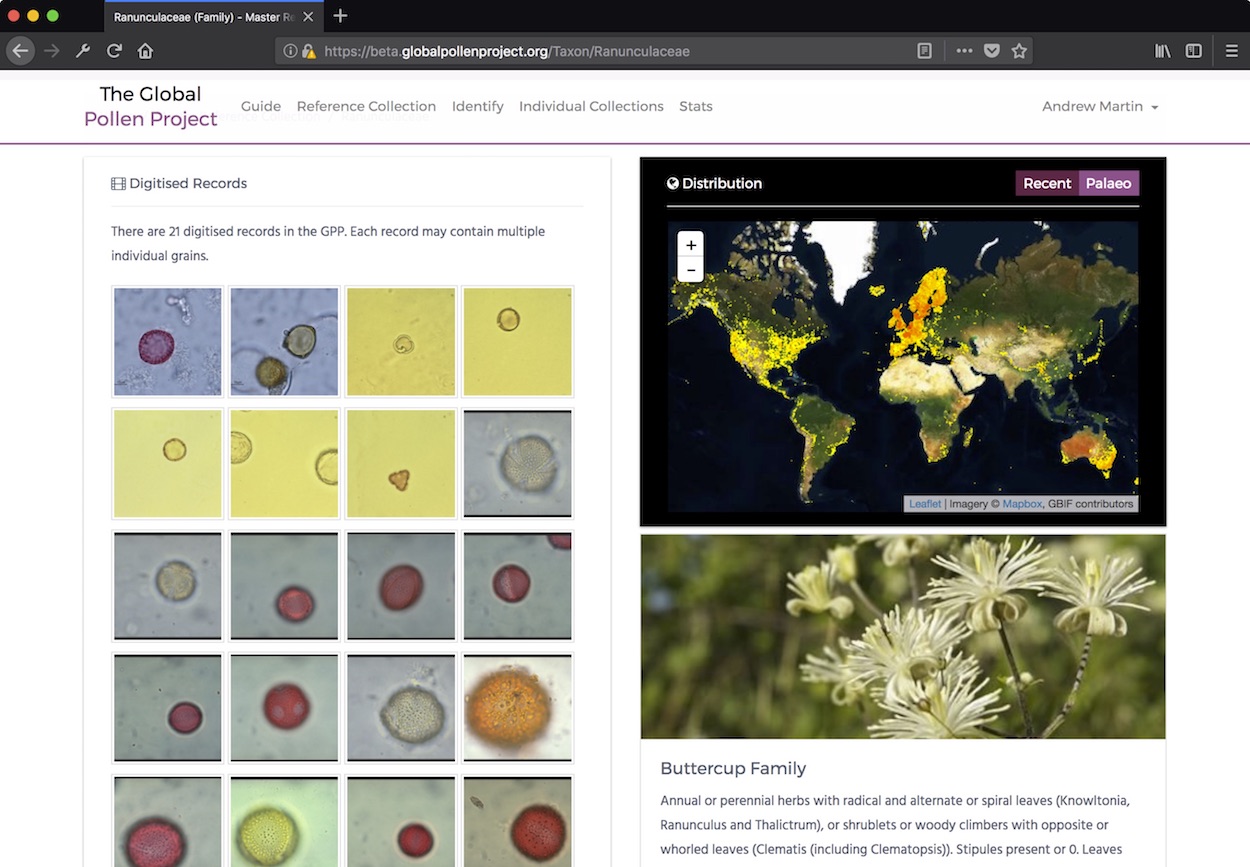 Ranunculaceae (Family) - Master Re
https://beta.globalpollenproject.org/Taxon/Ranunculaceae
The Global
Pollen Project
Guide Reference Collection Identify Individual Collections Stats
Andrew Martin
Digitised Records
There are 21 digitised records in the GPP. Each record may contain multiple
individual grains.
Distribution
Recent Palaeo
+
−
Leaflet | Imagery © Mapbox, GBIF contributors
Buttercup Family
Annual or perennial herbs with radical and alternate or spiral leaves (Knowltonia,
Ranunculus and Thalictrum), or shrublets or woody climbers with opposite or
whorled leaves (Clematis (including Clematopsis)). Stipules present or 0. Leaves